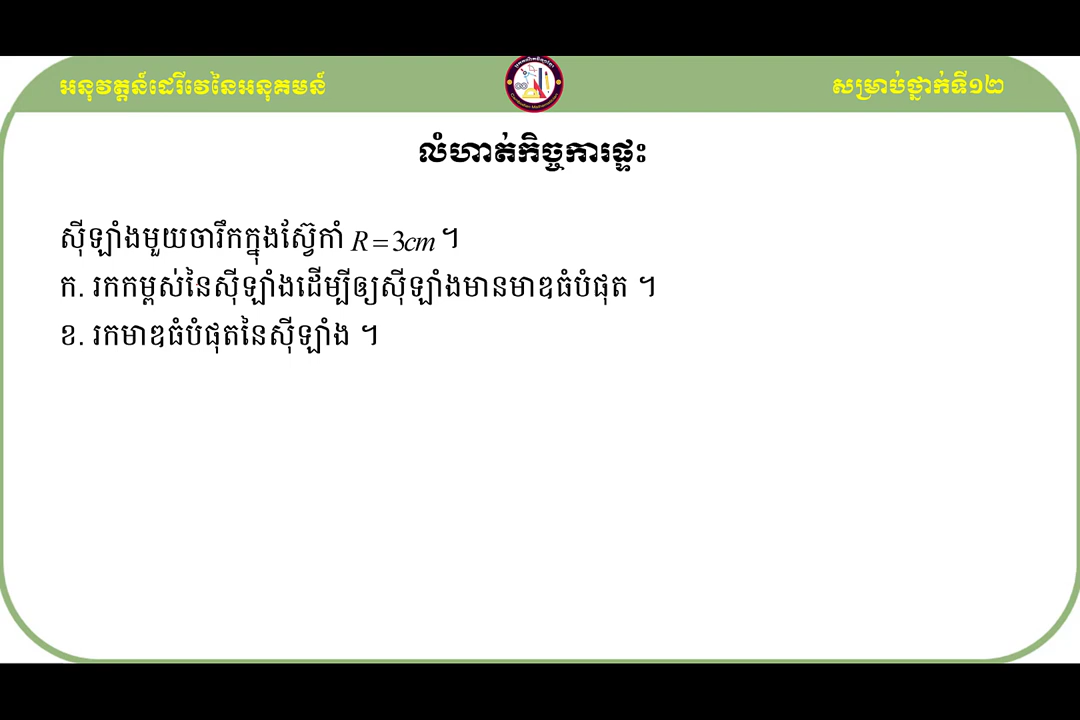 អនុវត្តន៍ដេរីវេនៃអនុគមន៍
សម្រាប់ថ្នាក់ទី១២
លំហាត់កិច្ចការផ្ទះ
ស៊ីឡាំងមួយចារឹកក្នុងស្វ៊ែកាំ R = 3cm ។
ក. រកកម្ពស់នៃស៊ីឡាំងដើម្បីឲ្យស៊ីឡាំងមានមាឌធំបំផុត ។
ខ. រកមាឌធំបំផុតនៃស៊ីឡាំង ។